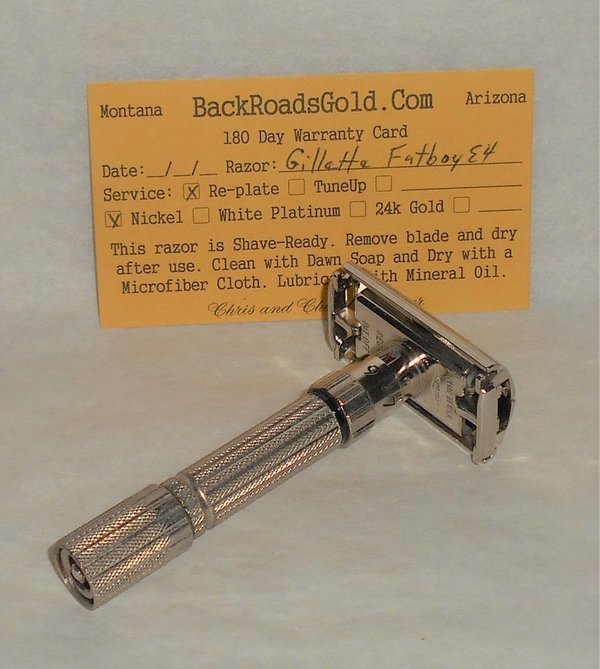 Montana BackRoadsGold.Com Arizona
180 Day Warranty Card
Date:__/__/__ Razor: Gillette Fatboy E4
Service: X Re-plate TuneUp
X Nickel White Platinum 24k Gold
This razor is Shave-Ready. Remove blade and dry
after use. Clean with Dawn Soap and Dry with a
Microfiber Cloth. with Mineral Oil.
Chris and